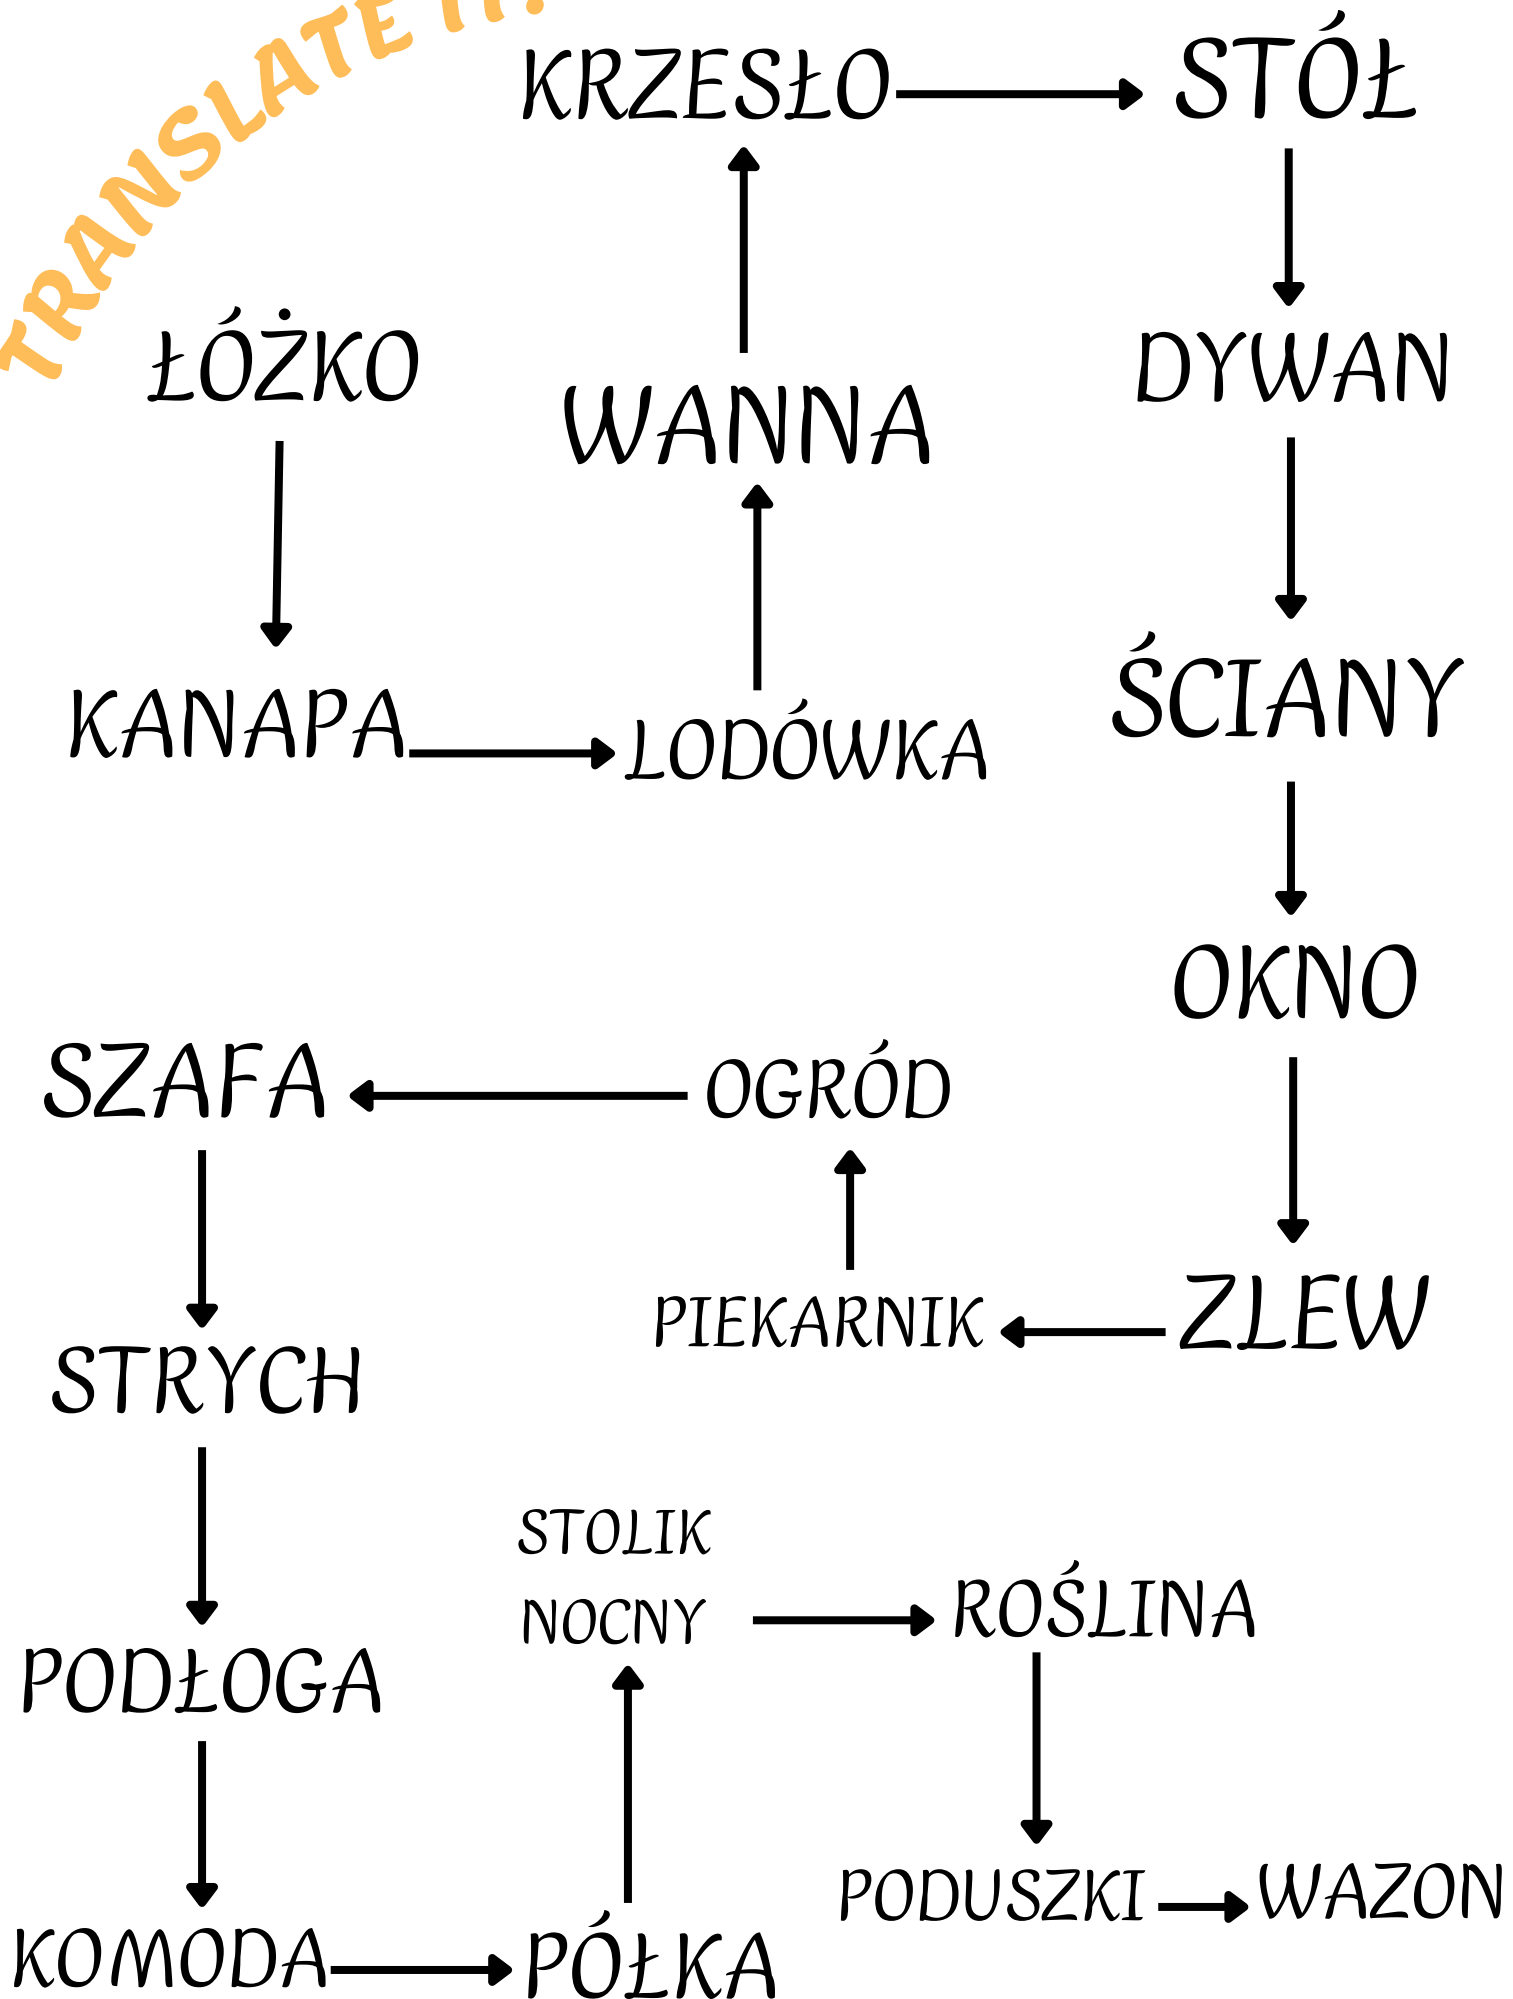 TRANSLATE IT!
KRZESŁO
STÓŁ
ŁÓŻKO
WANNA
DYWAN
KANAPA
LODÓWKA
ŚCIANY
OKNO
SZAFA
OGRÓD
STRYCH
PIEKARNIK
ZLEW
STOLIK
NOCNY
ROŚLINA
PODŁOGA
KOMODA
PÓŁKA
PODUSZKI
WAZON